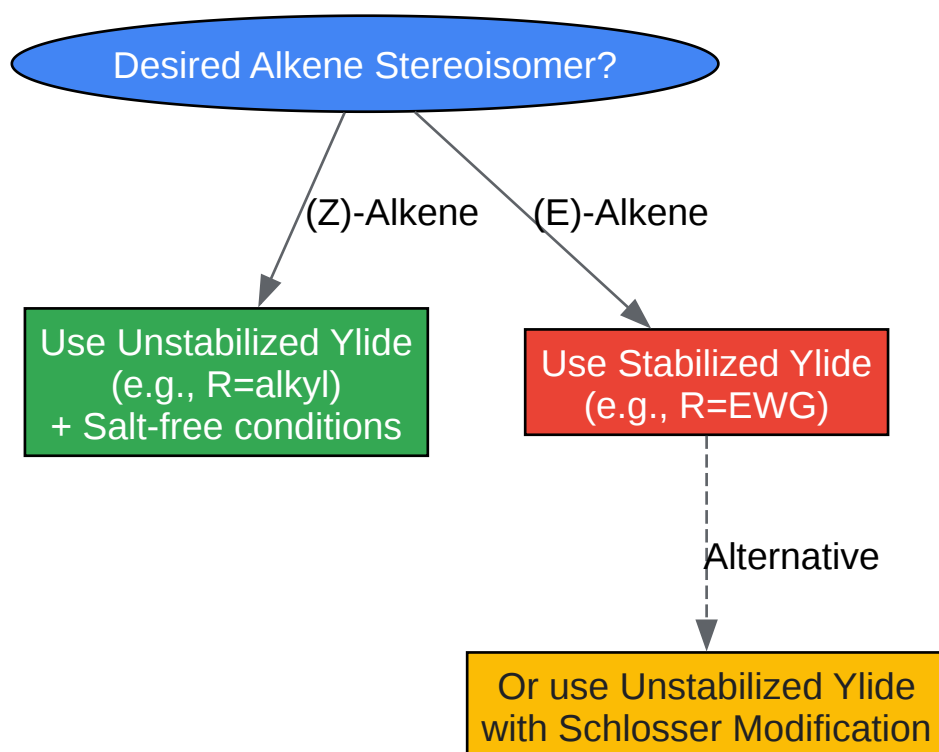 Desired Alkene Stereoisomer?
(Z)-Alkene
(E)-Alkene
Use Unstabilized Ylide
(e.g., R=alkyl)
+ Salt-free conditions
Use Stabilized Ylide
(e.g., R=EWG)
Alternative
Or use Unstabilized Ylide
with Schlosser Modification